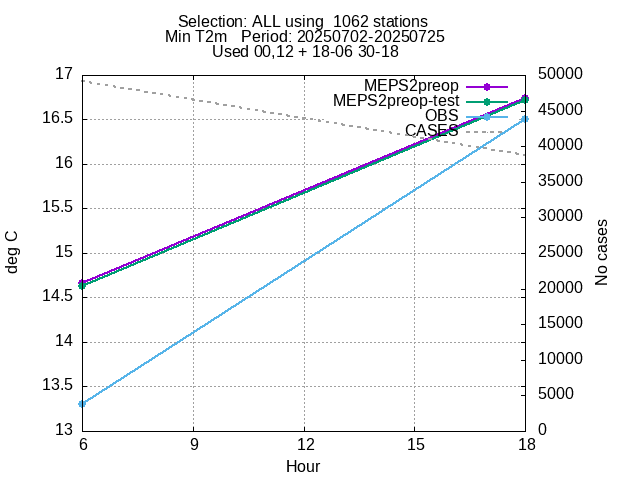 Selection: ALL using  1062 stations
Min T2m   Period: 20250702-20250725
Used 00,12 + 18-06 30-18
17
16.5
16
15.5
15
14.5
14
13.5
13
50000
45000
40000
35000
30000
25000
20000
15000
10000
5000
0
MEPS2preop
MEPS2preop-test
OBS
CASES
deg C
No cases
6
9
12
15
18
Hour